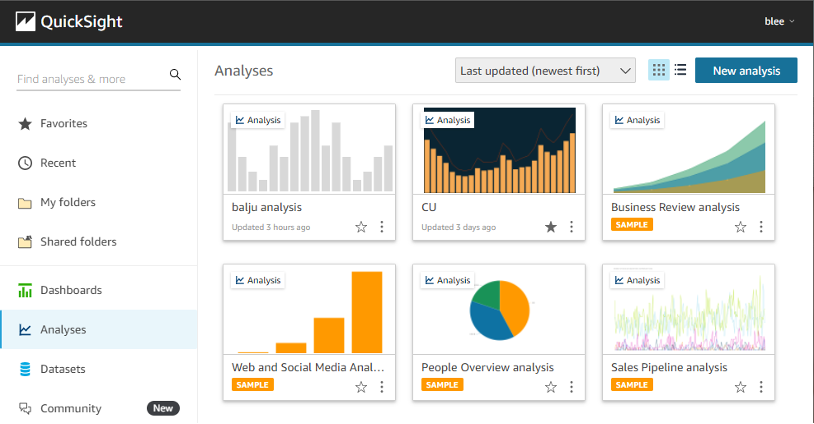 QuickSight
blee
Find analyses & more
Favorites
Recent
My folders
Shared folders
Dashboards
Analyses
Datasets
Community New
Analyses
Last updated (newest first)
New analysis
Analysis
balju analysis
Updated 3 hours ago
Analysis
CU
Updated 3 days ago
Analysis
Business Review analysis
SAMPLE
Analysis
Web and Social Media Anal...
SAMPLE
Analysis
People Overview analysis
SAMPLE
Analysis
Sales Pipeline analysis
SAMPLE